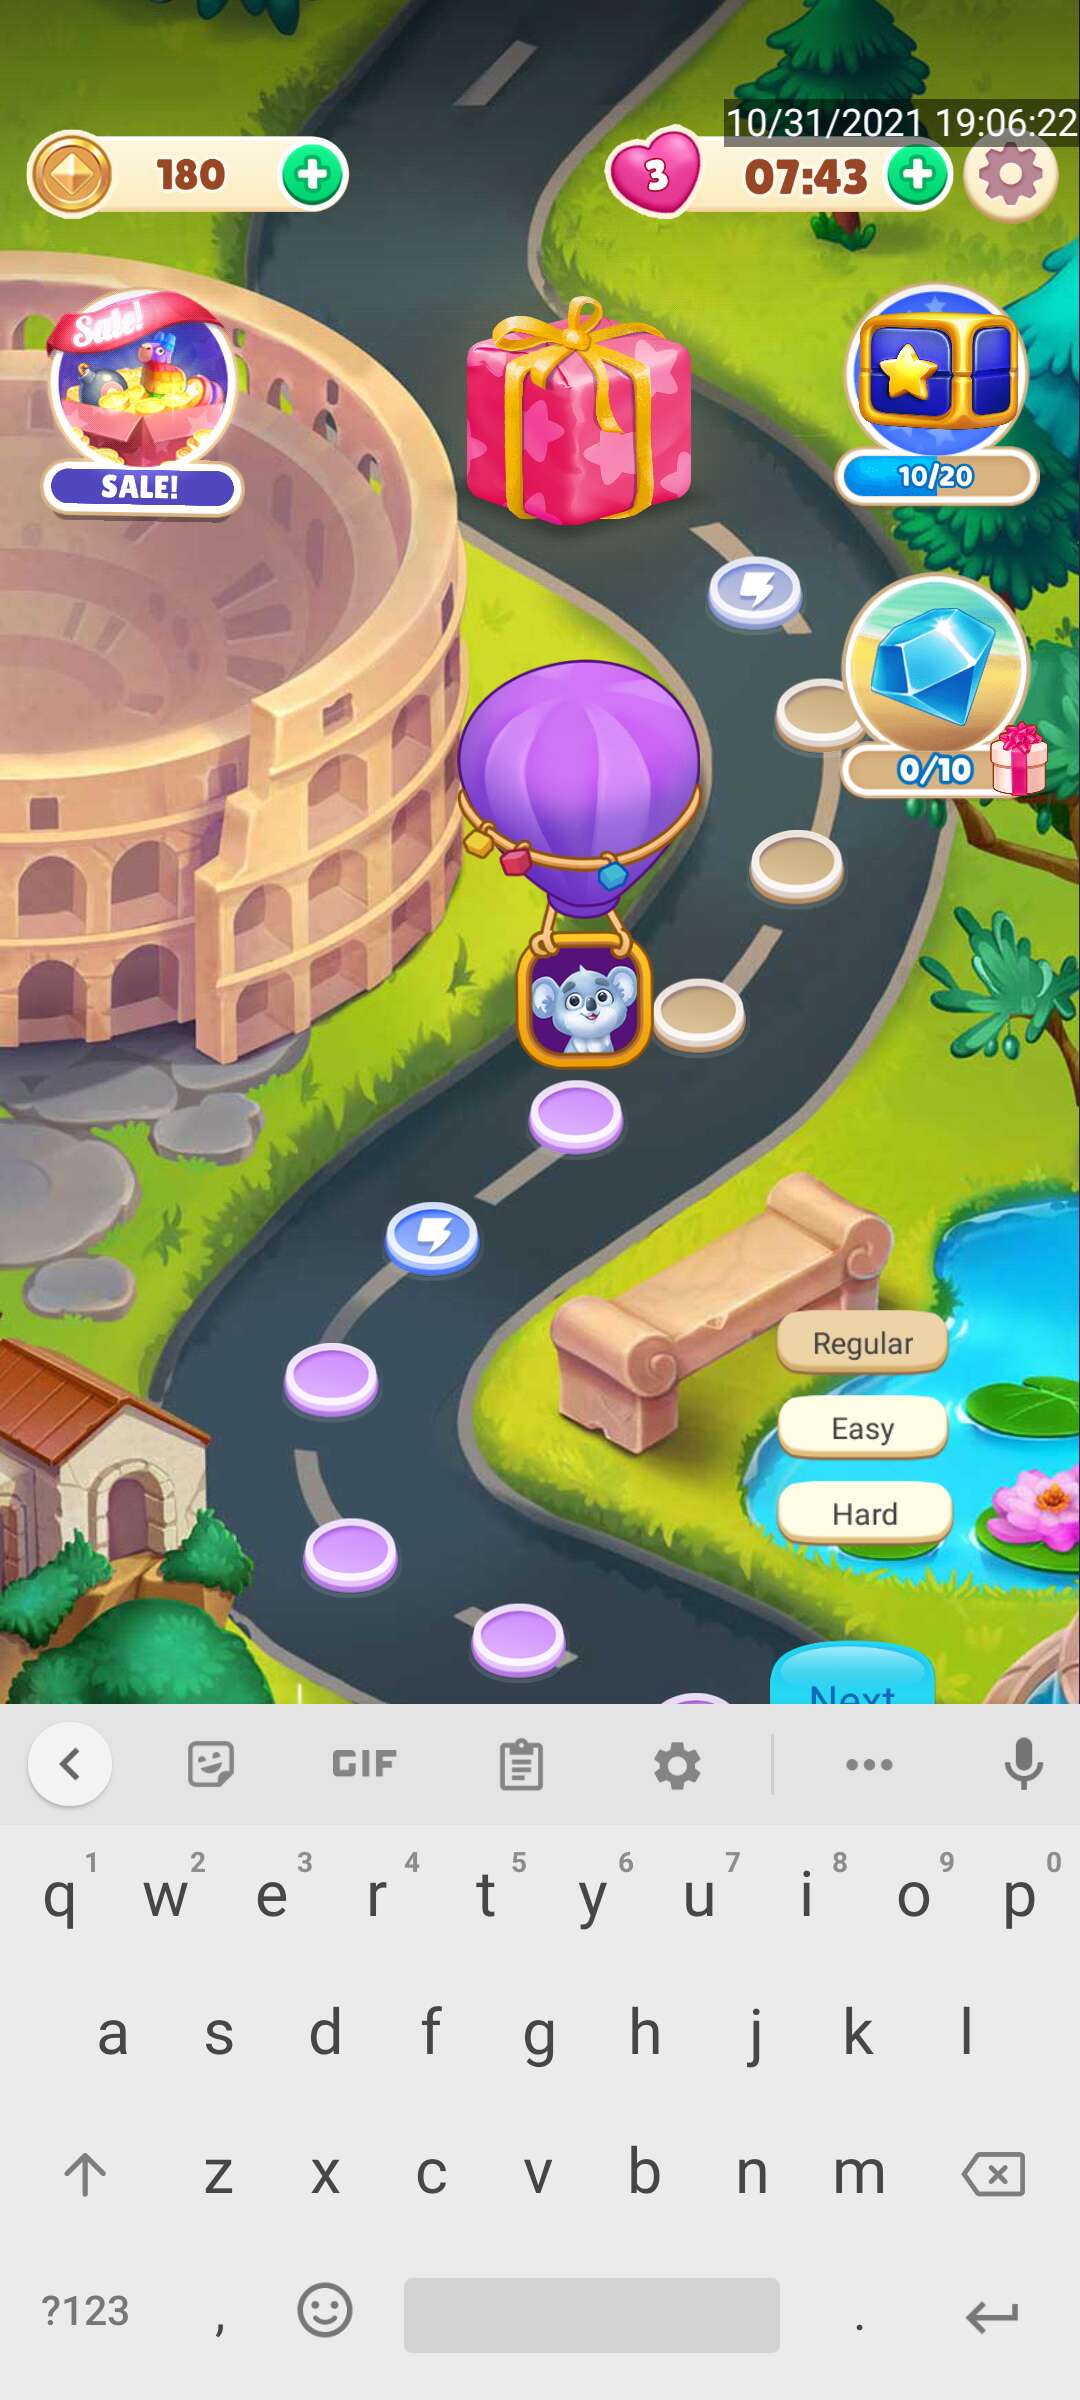 10/31/2021 19:06:22
180
3
07:43
Sale!
SALE!
10/20
0/10
Regular
Easy
Hard
Next
GIF
1 2 3 4 5 6 7 8 9 0
q w e r t y u i o p
a s d f g h j k l
z x c v b n m
?123 , .